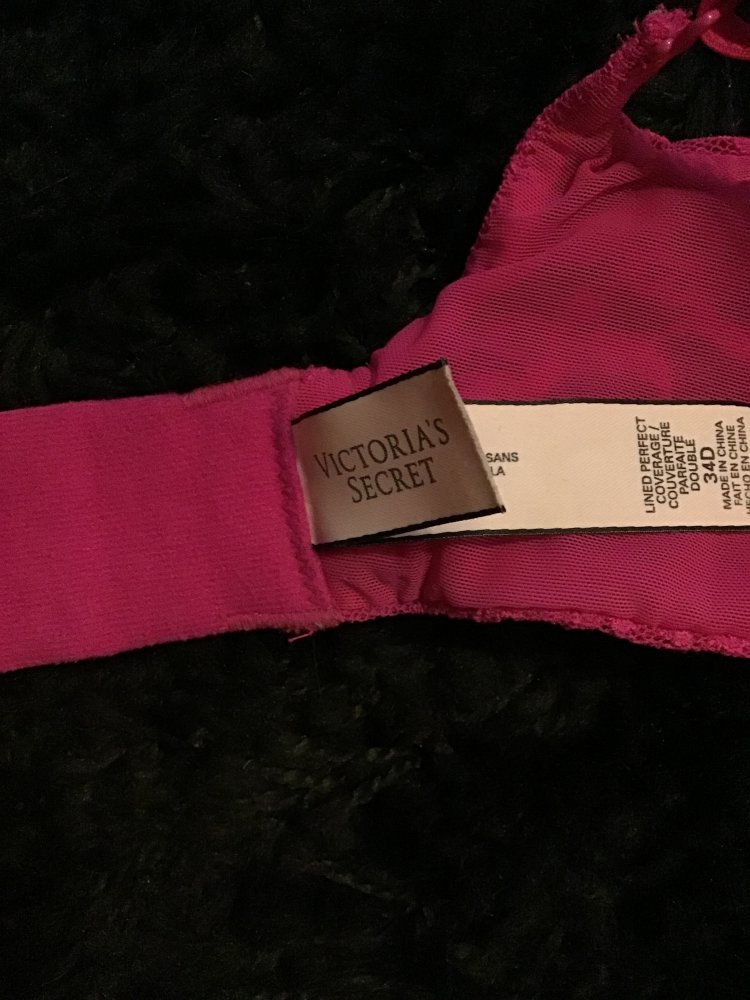 VICTORIA'S
SECRET
SANS
LA
LINED PERFECT
COVERAGE /
COUVERTURE
PARFAITE
DOUBLÉ
34D
MADE IN CHINA
FAIT EN CHINE
HECHO EN CHINA